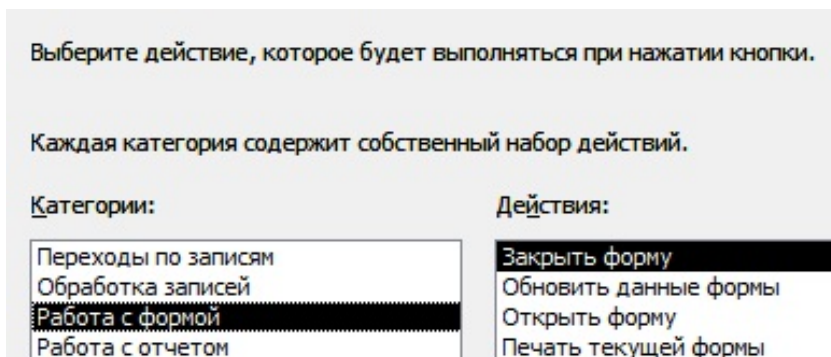 Выберите действие, которое будет выполняться при нажатии кнопки.
Каждая категория содержит собственный набор действий.
Категории: Действия:
Переходы по записям Закрыть форму
Обработка записей Обновить данные формы
Работа с формой Открыть форму
Работа с отчетом Печать текущей формы